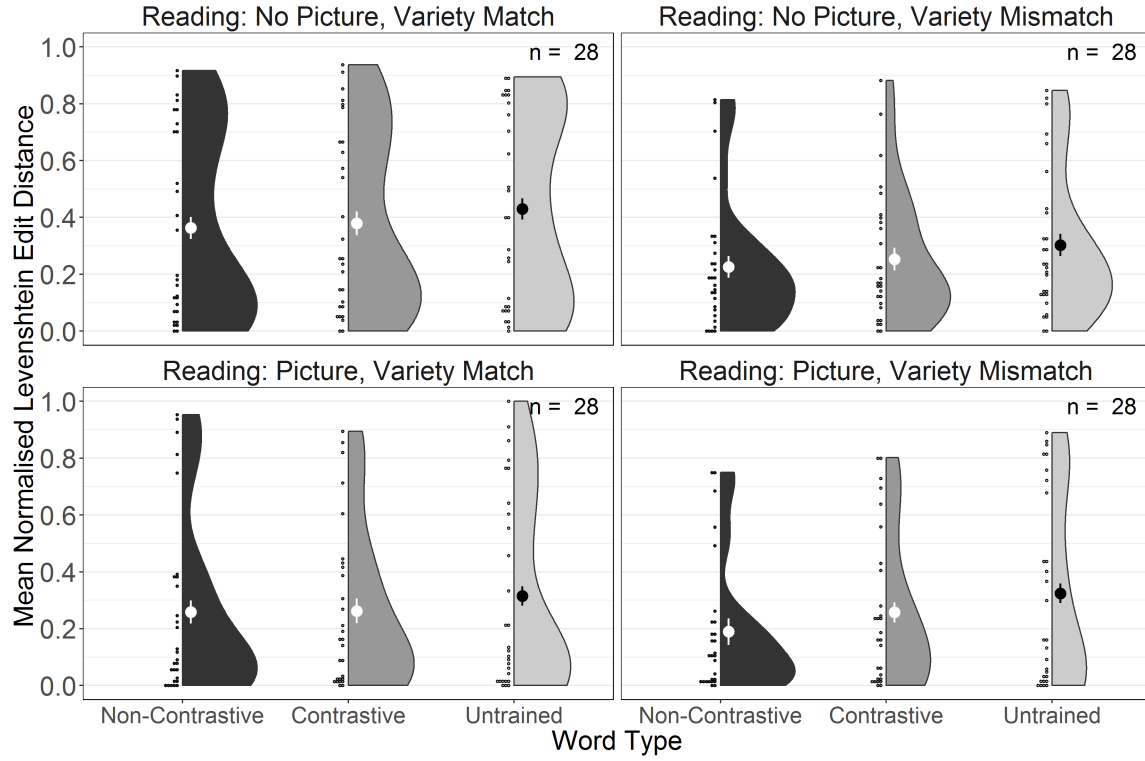 Reading: No Picture, Variety Match
Reading: No Picture, Variety Mismatch
n = 28
n = 28
1.0
0.8
0.6
0.4
0.2
0.0
Reading: Picture, Variety Match
Reading: Picture, Variety Mismatch
n = 28
n = 28
1.0
0.8
0.6
0.4
0.2
0.0
Mean Normalised Levenshtein Edit Distance
Non-Contrastive Contrastive Untrained
Non-Contrastive Contrastive Untrained
Word Type